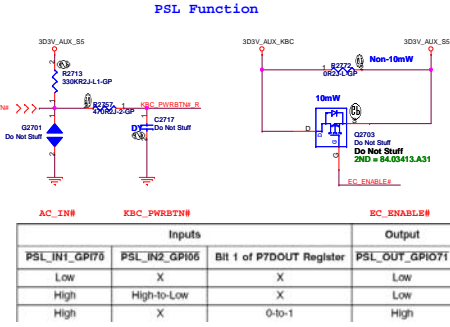 PSL Function
3D3V_AUX_S5
3D3V_AUX_KBC
3D3V_AUX_S5
R2713
330KR2J-L1-GP
R2772
0R2J-L-GP
Non-10mW
N#
R2757
470R2J-2-GP
KBC_PWRBTN#_R
10mW
G2701
Do Not Stuff
DY
C2717
Do Not Stuff
D
G
Q2703
Do Not Stuff
Do Not Stuff
2ND = 84.03413.A31
EC_ENABLE#
AC_IN# KBC_PWRBTN# EC_ENABLE#
Inputs Output
PSL_IN1_GPI70 PSL_IN2_GPI06 Bit 1 of P7DOUT Register PSL_OUT_GPIO71
Low X X Low
High High-to-Low X Low
High X 0-to-1 High